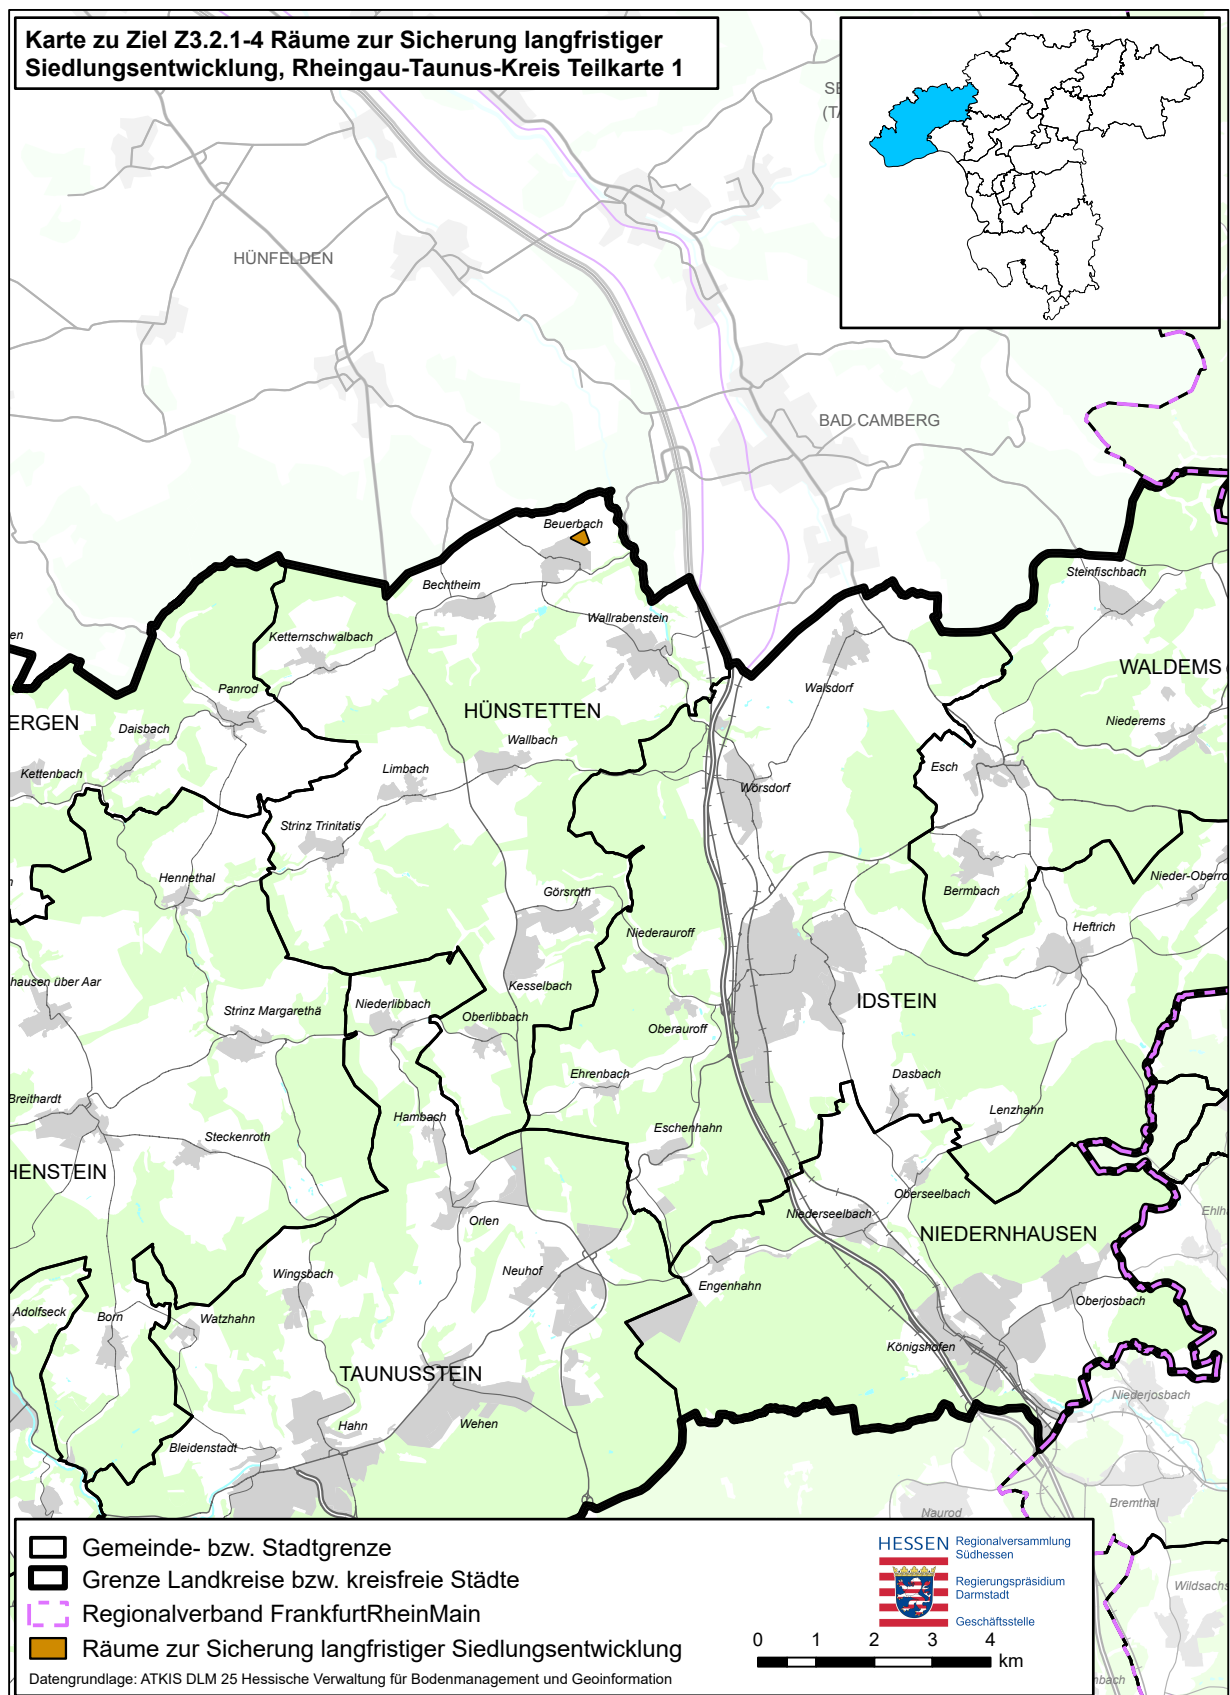 Karte zu Ziel Z3.2.1-4 Räume zur Sicherung langfristiger
Siedlungsentwicklung, Rheingau-Taunus-Kreis Teilkarte 1
HÜNFELDEN
BAD CAMBERG
Beuerbach
Bechtheim
Steinfischbach
Wallrabenstein
Ketternschwalbach
WALDEMS
Panrod
Walsdorf
HÜNSTETTEN
ERGEN
Daisbach
Niederems
Wallbach
Kettenbach
Limbach
Esch
Wörsdorf
Strinz Trinitatis
Hennethal
Görsroth
Bermbach
Nieder-Oberro
Niederauroff
Heftrich
hausen über Aar
Kesselbach
Strinz Margarethä
Niederlibbach
Oberlibbach
IDSTEIN
Oberauroff
Ehrenbach
Dasbach
Breithardt
Hambach
Lenzhahn
Steckenroth
Eschenhahn
HENSTEIN
Oberseelbach
Orlen
Niederseelbach
Ehlh
NIEDERNHAUSEN
Wingsbach
Neuhof
Engenhahn
Adolfseck
Born
Watzhahn
Oberjosbach
Königshofen
TAUNUSSTEIN
Niederjosbach
Hahn
Wehen
Bleidenstadt
Naurod
Bremthal
Wildsachs
Gemeinde- bzw. Stadtgrenze
Grenze Landkreise bzw. kreisfreie Städte
Regionalverband FrankfurtRheinMain
Räume zur Sicherung langfristiger Siedlungsentwicklung
Datengrundlage: ATKIS DLM 25 Hessische Verwaltung für Bodenmanagement und Geoinformation
HESSEN
Regionalversammlung
Südhessen
Regierungspräsidium
Darmstadt
Geschäftsstelle
0 1 2 3 4
km